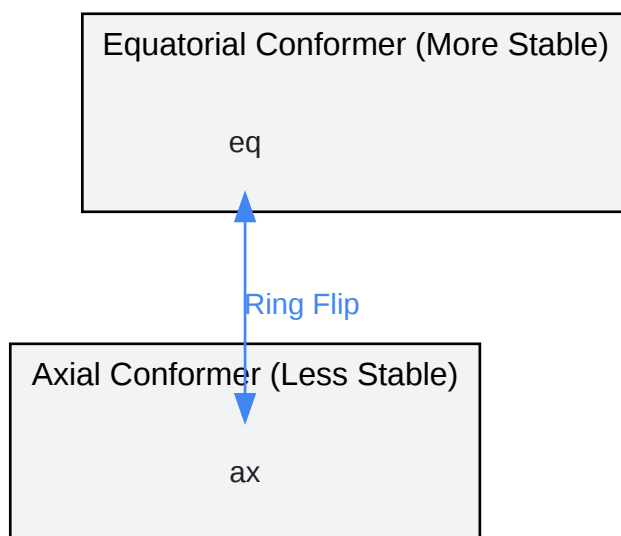 Equatorial Conformer (More Stable)
eq
Ring Flip
Axial Conformer (Less Stable)
ax